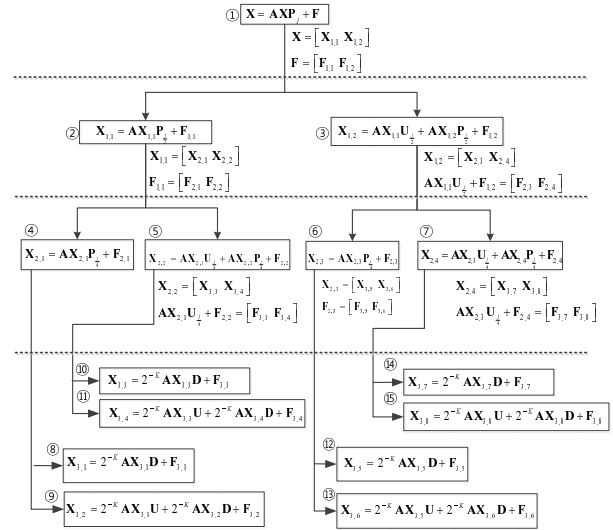 ① X = AXP_j + F
X = [X_{1,1} X_{1,2}]
F = [F_{1,1} F_{1,2}]
② X_{1,1} = AX_{1,1}P_{j/2} + F_{1,1}
③ X_{1,2} = AX_{1,1}U_{j/2} + AX_{1,2}P_{j/2} + F_{1,2}
X_{1,1} = [X_{2,1} X_{2,2}]
F_{1,1} = [F_{2,1} F_{2,2}]
X_{1,2} = [X_{2,3} X_{2,4}]
AX_{1,1}U_{j/2} + F_{1,2} = [F_{2,3} F_{2,4}]
④ X_{2,1} = AX_{2,1}P_{j/4} + F_{2,1}
⑤ X_{2,2} = AX_{2,1}U_{j/4} + AX_{2,2}P_{j/4} + F_{2,2}
⑥ X_{2,3} = AX_{2,3}P_{j/4} + F_{2,3}
⑦ X_{2,4} = AX_{2,3}U_{j/4} + AX_{2,4}P_{j/4} + F_{2,4}
X_{2,2} = [X_{3,3} X_{3,4}]
AX_{2,1}U_{j/4} + F_{2,2} = [F_{3,3} F_{3,4}]
X_{2,3} = [X_{3,5} X_{3,6}]
F_{2,3} = [F_{3,5} F_{3,6}]
X_{2,4} = [X_{3,7} X_{3,8}]
AX_{2,3}U_{j/4} + F_{2,4} = [F_{3,7} F_{3,8}]
⑩ X_{3,3} = 2^{-K} AX_{3,3}D + F_{3,3}
⑪ X_{3,4} = 2^{-K} AX_{3,3}U + 2^{-K} AX_{3,4}D + F_{3,4}
⑭ X_{3,7} = 2^{-K} AX_{3,7}D + F_{3,7}
⑮ X_{3,8} = 2^{-K} AX_{3,8}U + 2^{-K} AX_{3,8}D + F_{3,8}
⑧ X_{3,1} = 2^{-K} AX_{3,1}D + F_{3,1}
⑨ X_{3,2} = 2^{-K} AX_{3,1}U + 2^{-K} AX_{3,2}D + F_{3,2}
⑫ X_{3,5} = 2^{-K} AX_{3,5}D + F_{3,5}
⑬ X_{3,6} = 2^{-K} AX_{3,5}U + 2^{-K} AX_{3,6}D + F_{3,6}